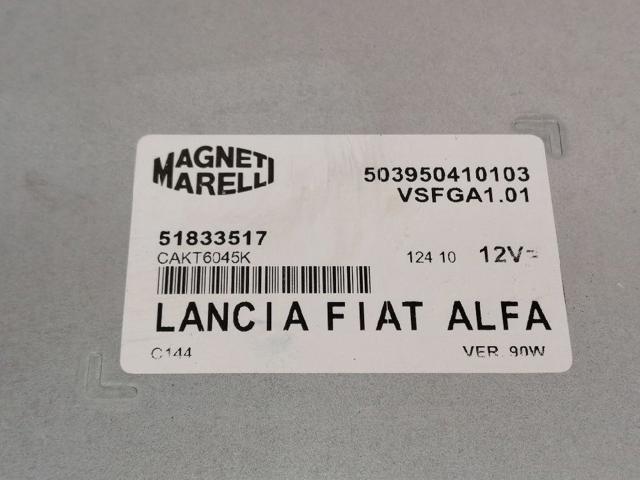 MAGNETI
MARELLI
503950410103
VSFGA1.01
51833517
CAKT6045K
124 10 12V⎓
LANCIA FIAT ALFA
C144 VER. 90W